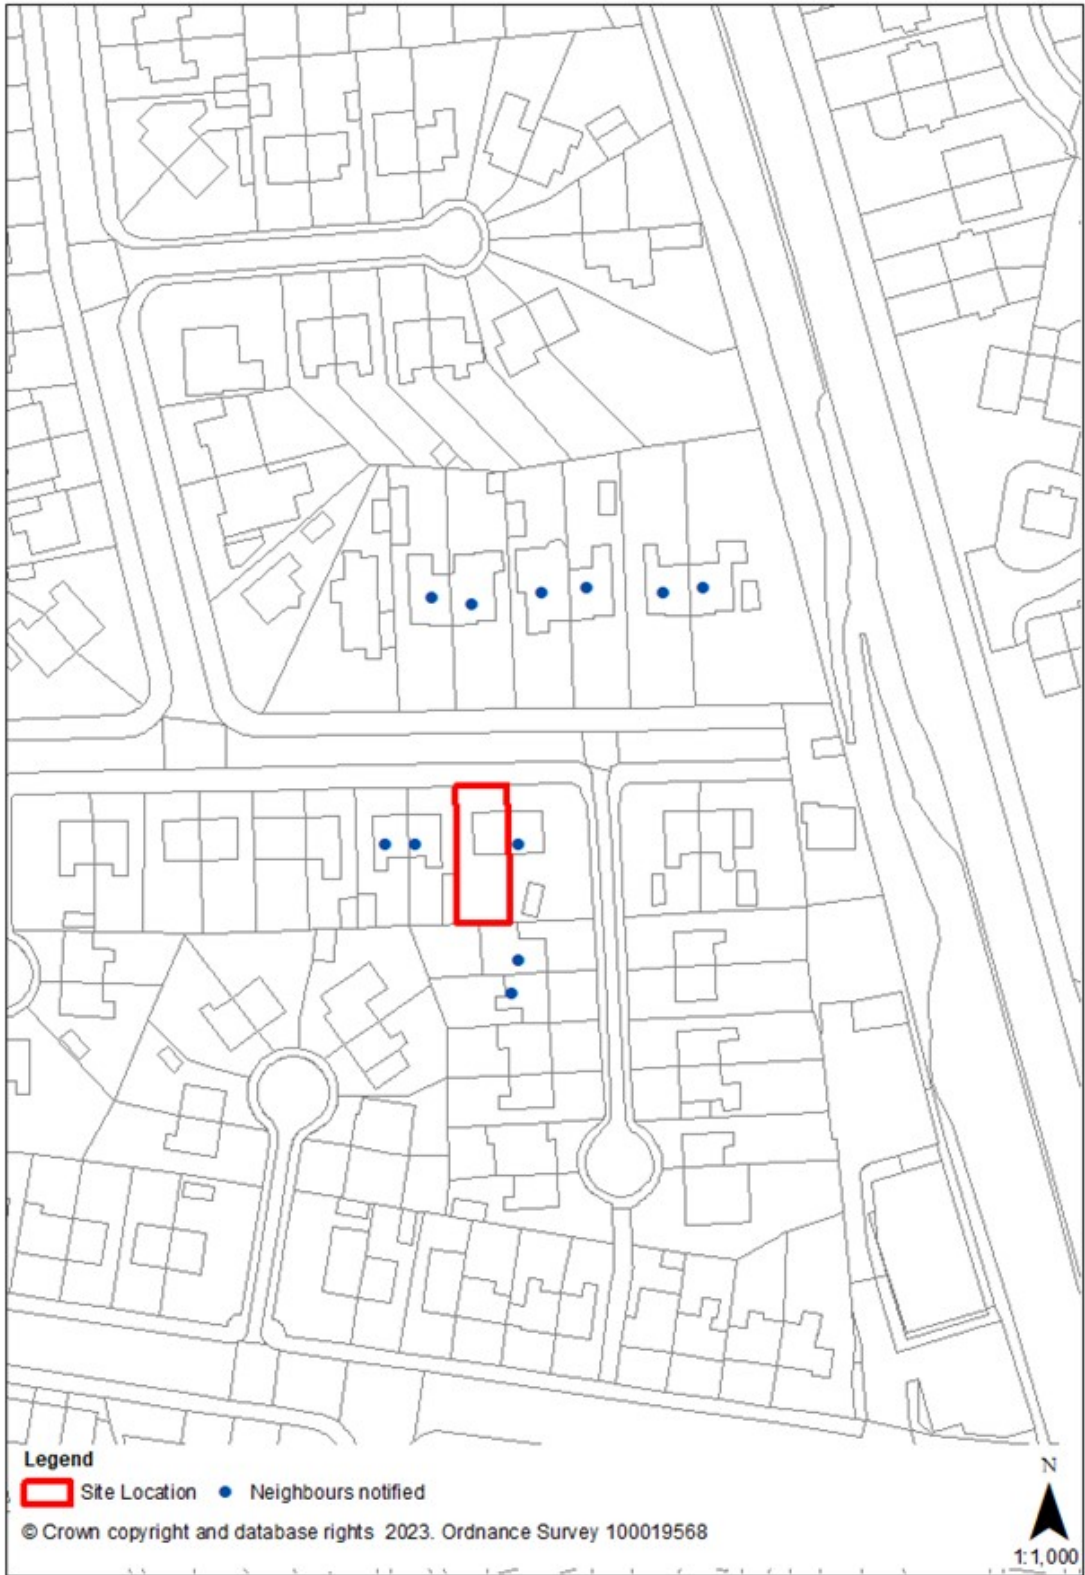 Legend
Site Location
Neighbours notified
© Crown copyright and database rights 2023. Ordnance Survey 100019568
N
1:1,000